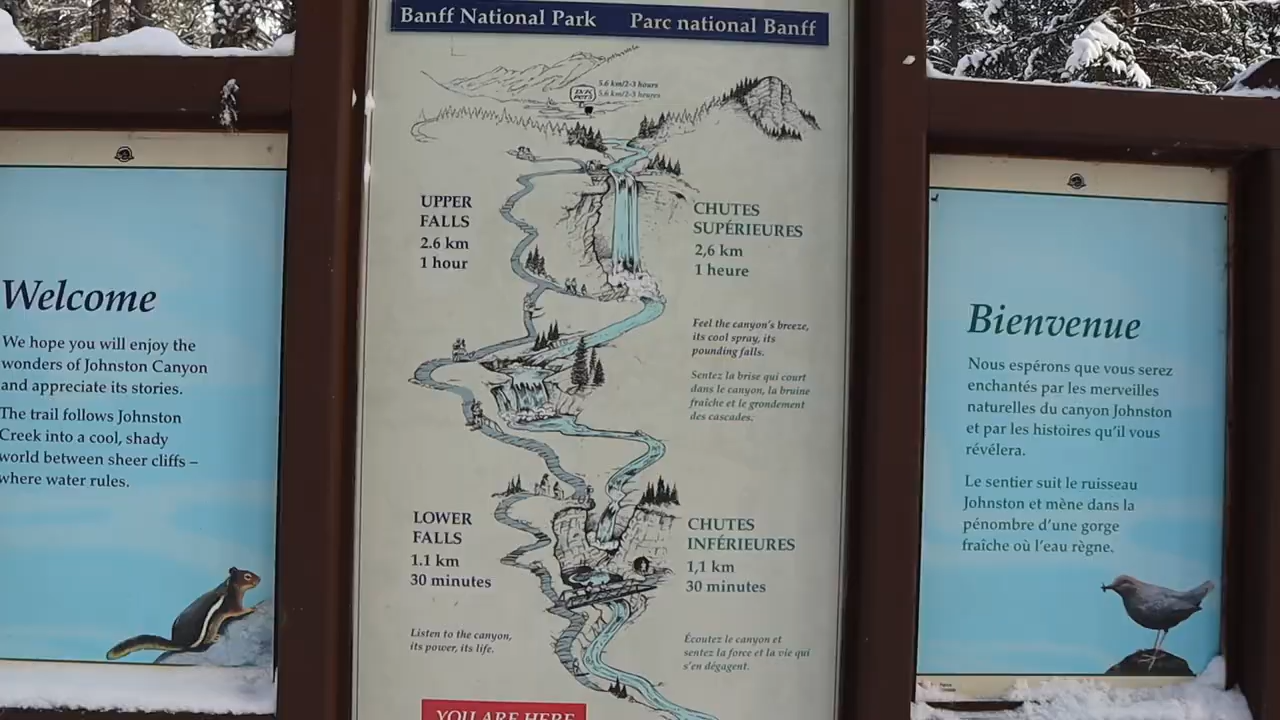 Banff National Park Parc national Banff
5.6 km/2-3 hours
5.6 km/2-3 heures
INK
POTS
UPPER
FALLS
2.6 km
1 hour
CHUTES
SUPÉRIEURES
2,6 km
1 heure
Feel the canyon's breeze,
its cool spray, its
pounding falls.
Sentez la brise qui court
dans le canyon, la bruine
fraîche et le grondement
des cascades.
LOWER
FALLS
1.1 km
30 minutes
CHUTES
INFÉRIEURES
1,1 km
30 minutes
Listen to the canyon,
its power, its life.
Écoutez le canyon et
sentez la force et la vie qui
s'en dégagent.
YOU ARE HERE
Welcome
We hope you will enjoy the
wonders of Johnston Canyon
and appreciate its stories.
The trail follows Johnston
Creek into a cool, shady
world between sheer cliffs –
where water rules.
Bienvenue
Nous espérons que vous serez
enchantés par les merveilles
naturelles du canyon Johnston
et par les histoires qu'il vous
révélera.
Le sentier suit le ruisseau
Johnston et mène dans la
pénombre d'une gorge
fraîche où l'eau règne.